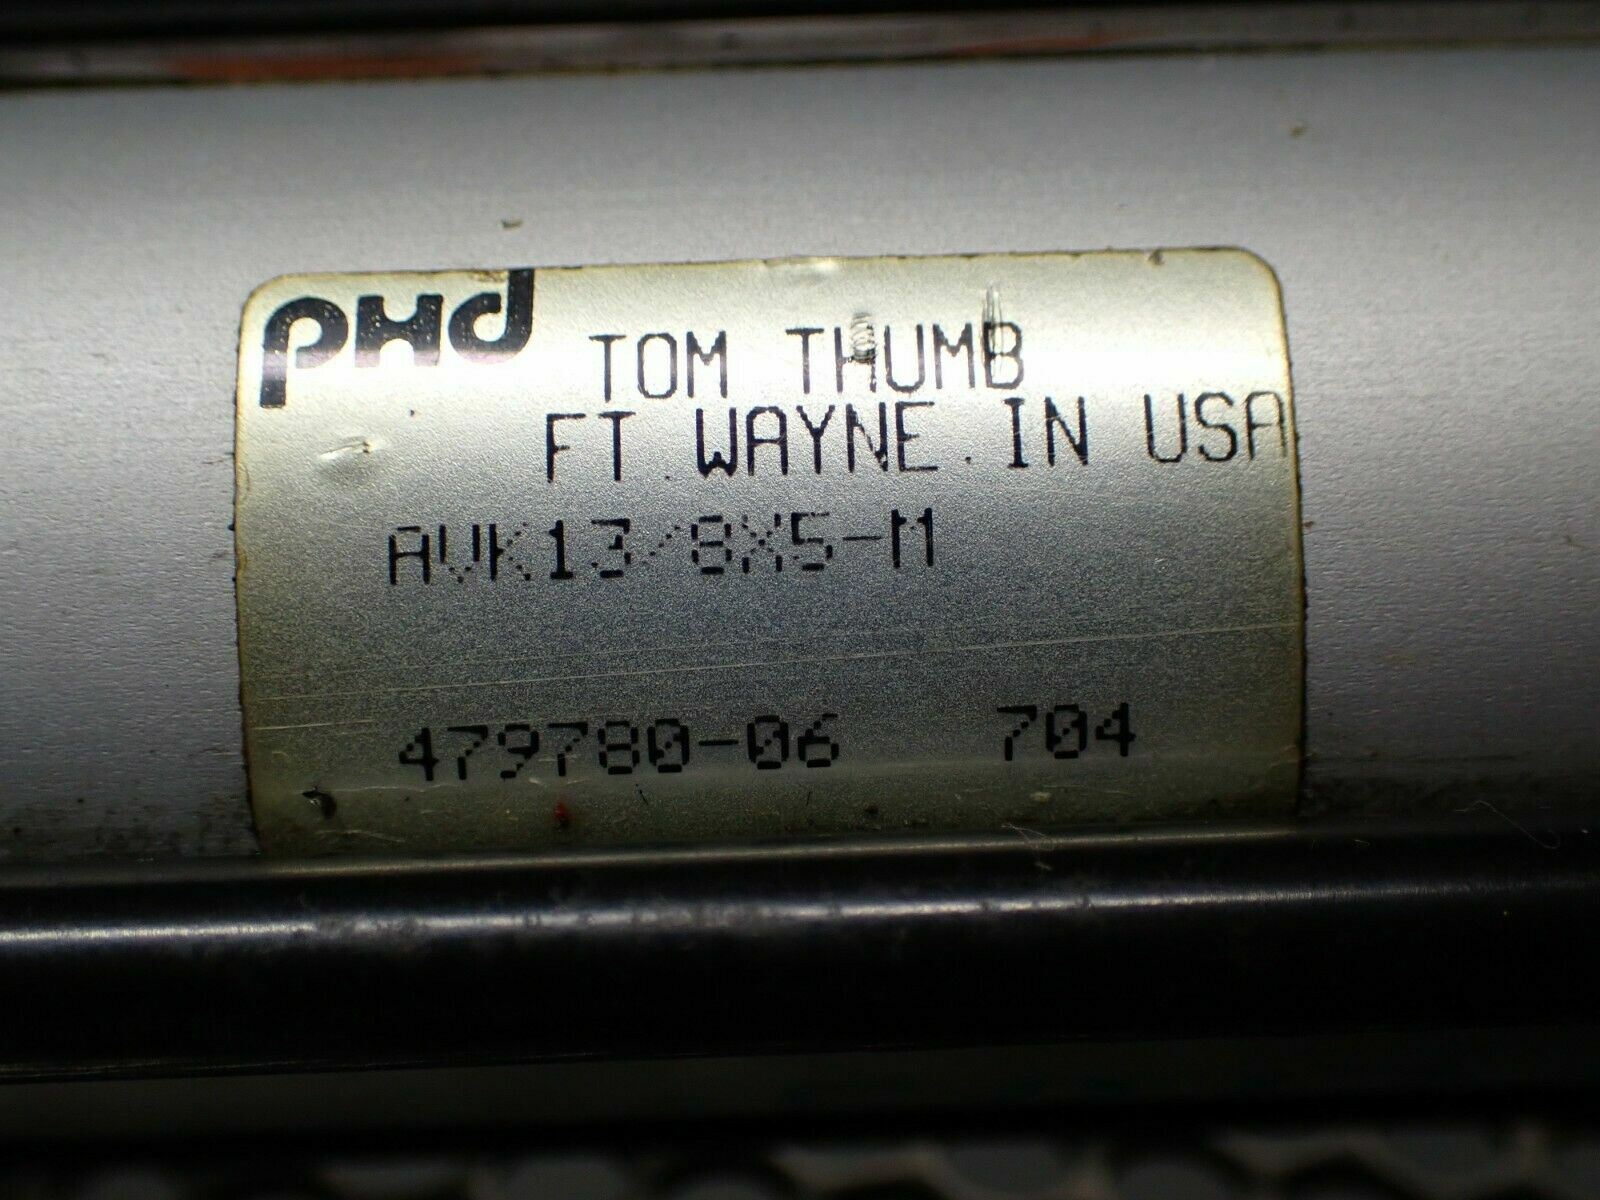 PHD
TOM THUMB
FT. WAYNE. IN USA
AVK13/8X5-M
479780-06 704